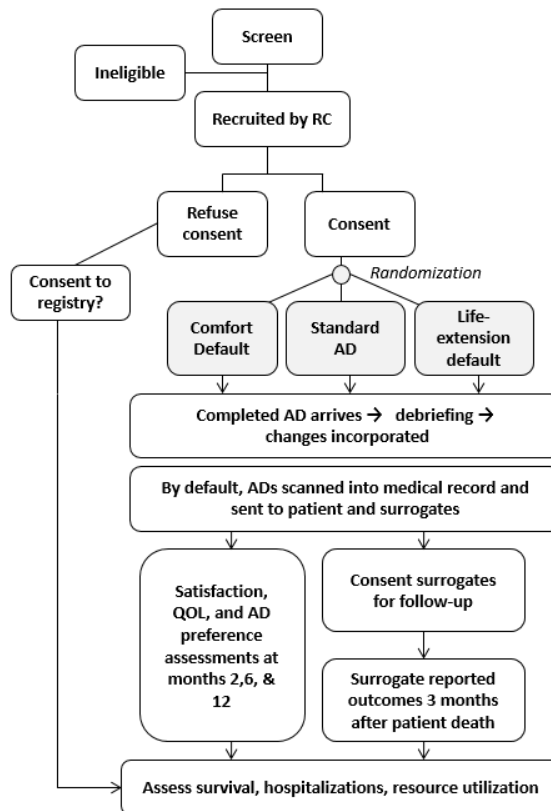 Screen
Ineligible
Recruited by RC
Refuse
consent
Consent
Consent to
registry?
Randomization
Comfort
Default
Standard
AD
Life-
extension
default
Completed AD arrives → debriefing →
changes incorporated
By default, ADs scanned into medical record and
sent to patient and surrogates
Satisfaction,
QOL, and AD
preference
assessments at
months 2,6, &
12
Consent surrogates
for follow-up
Surrogate reported
outcomes 3 months
after patient death
Assess survival, hospitalizations, resource utilization